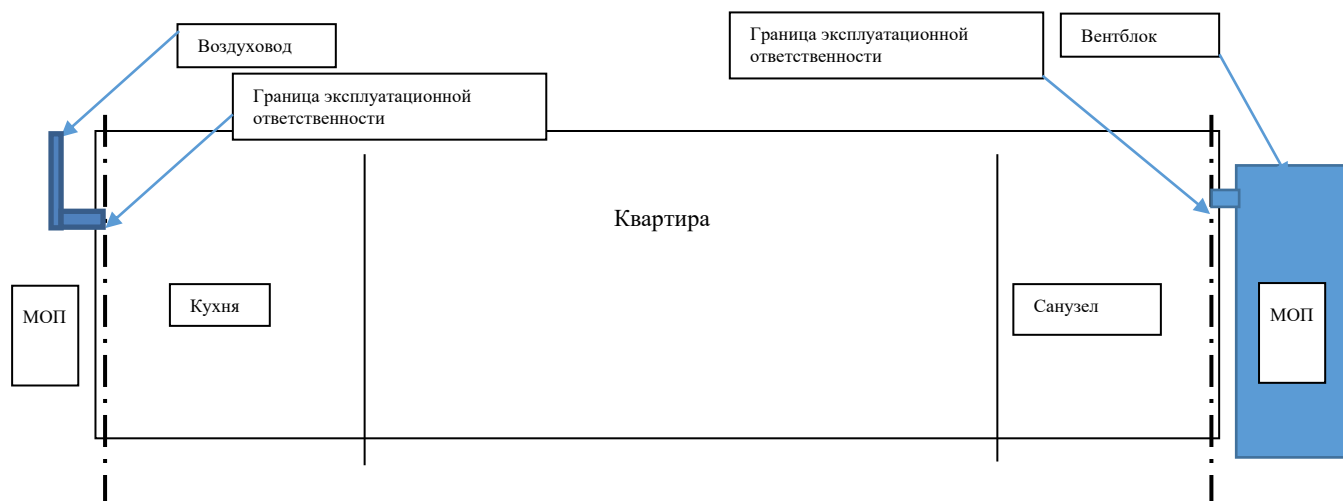 Воздуховод
Граница эксплуатационной
ответственности
Граница эксплуатационной
ответственности
Вентблок
Квартира
МОП
Кухня
Санузел
МОП